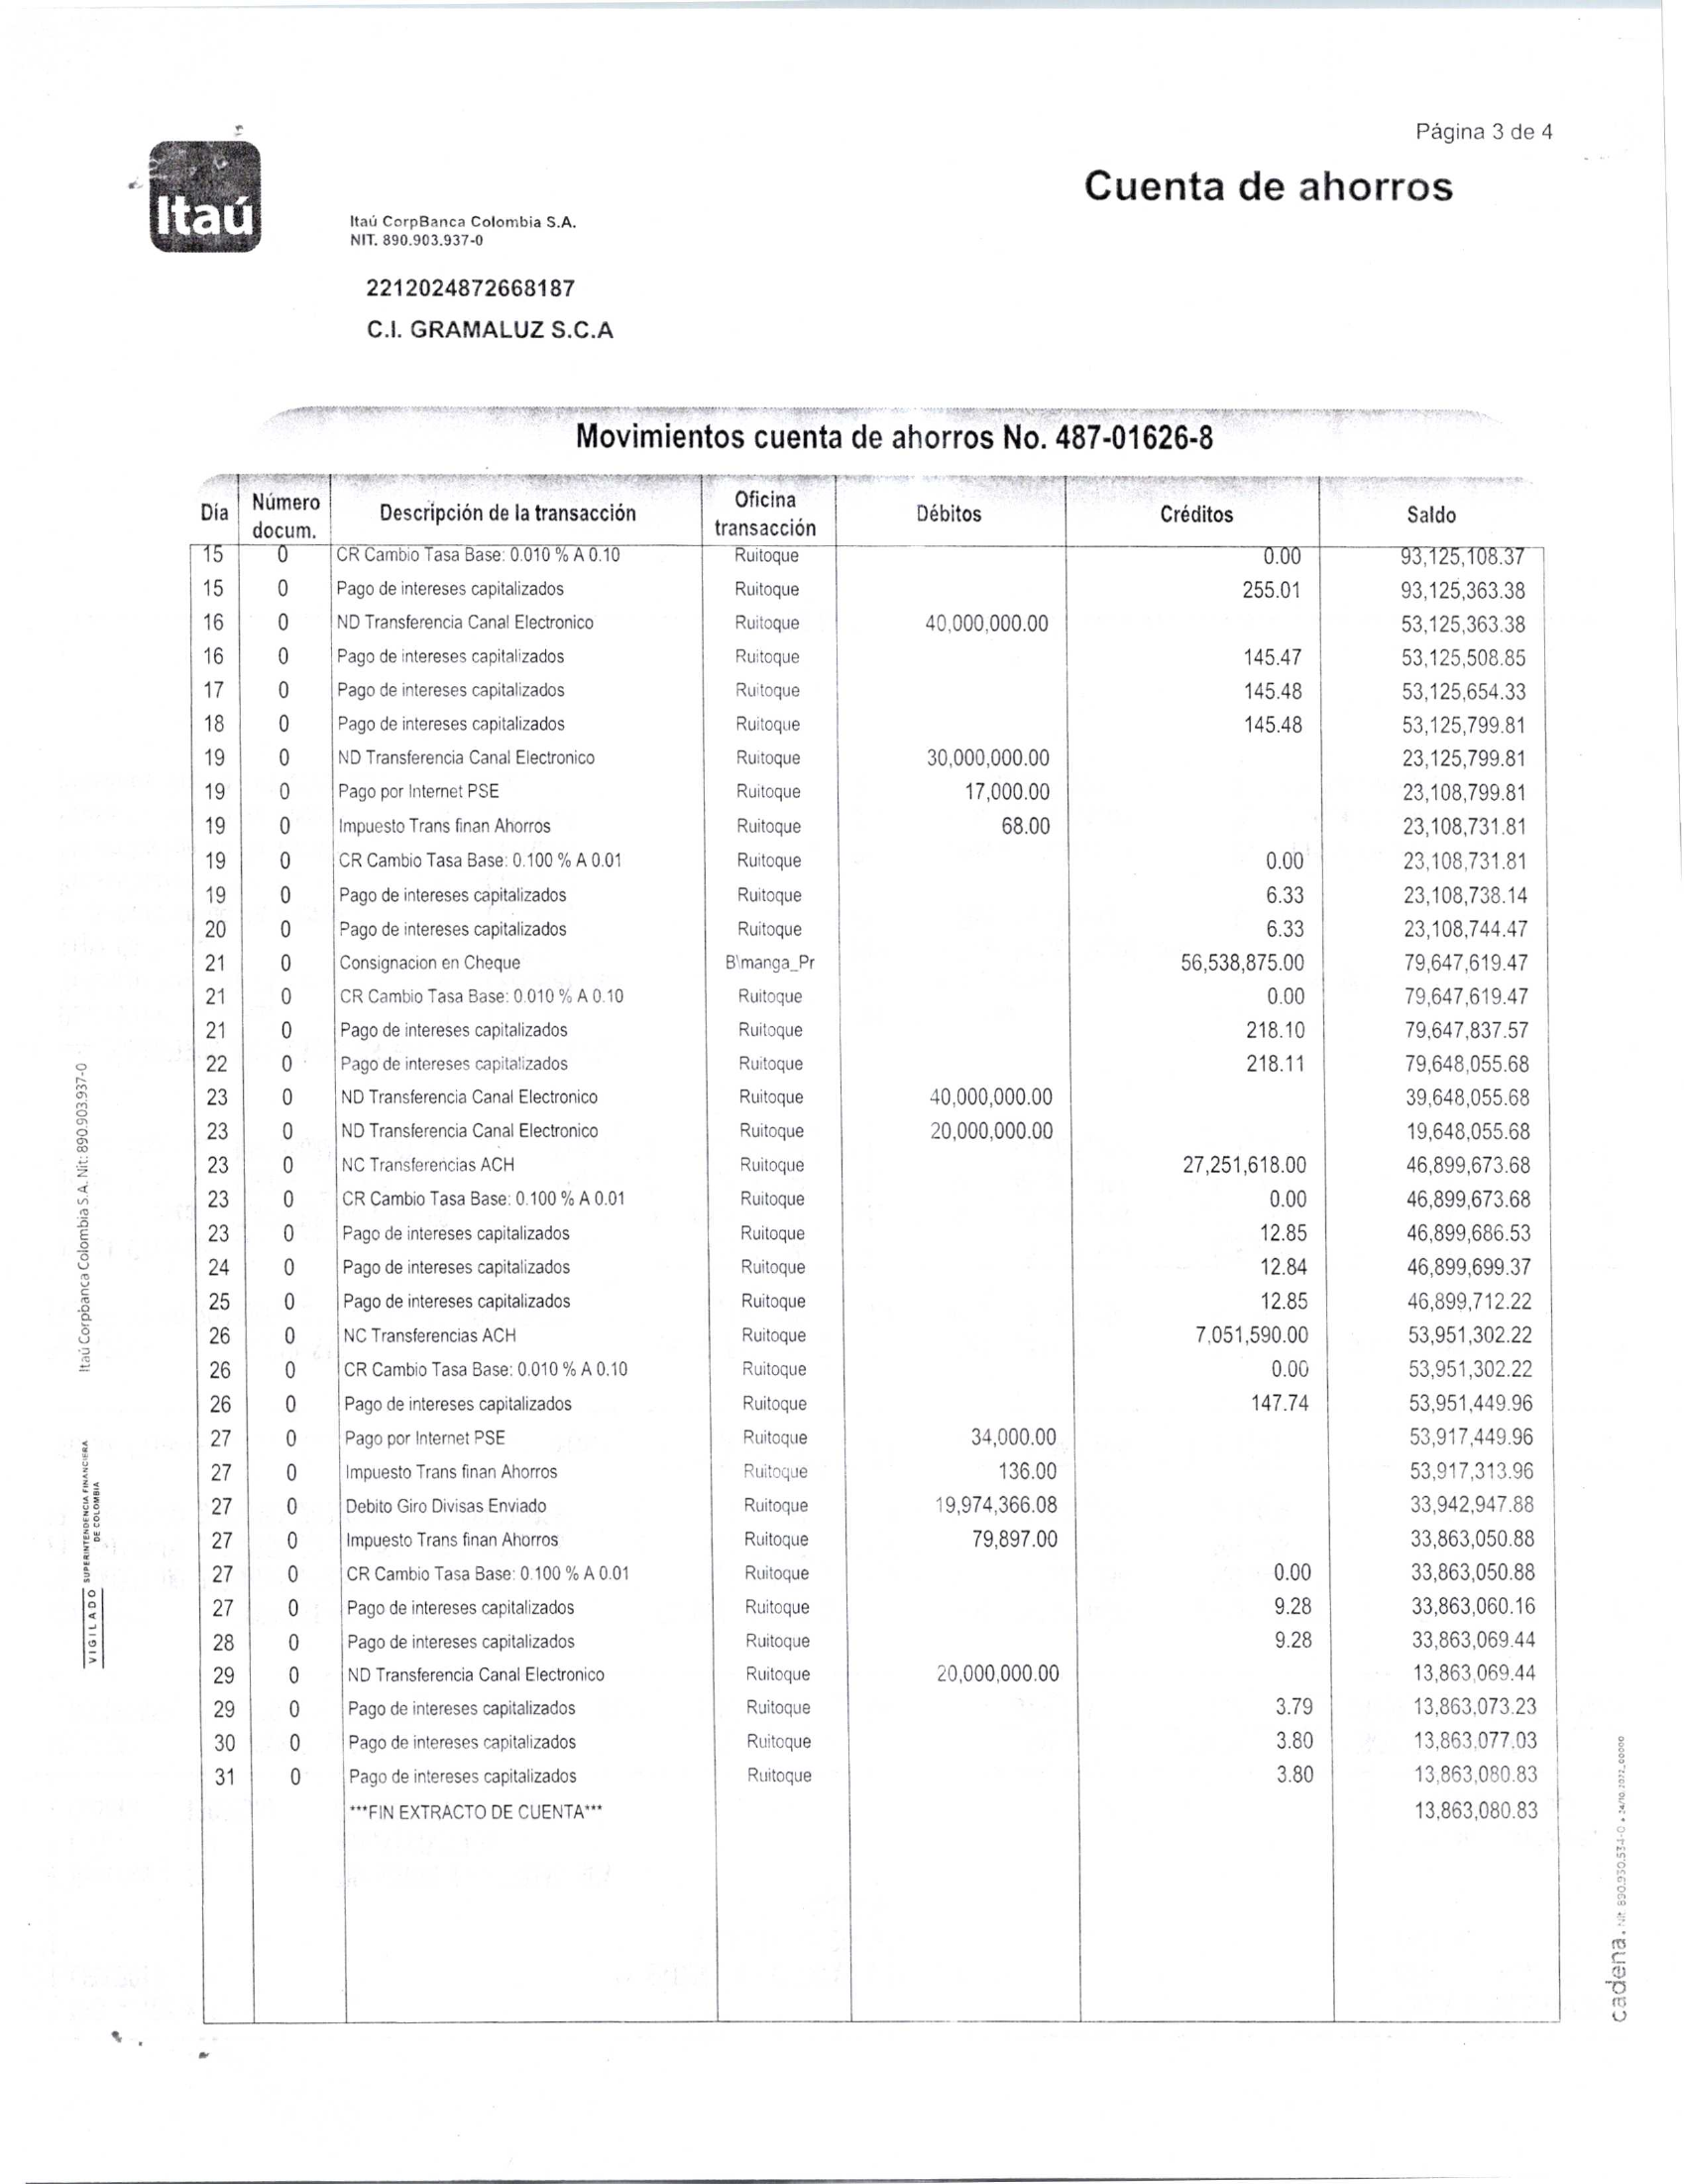 Página 3 de 4
Cuenta de ahorros
Itaú
Itaú CorpBanca Colombia S.A.
NIT. 890.903.937-0
2212024872668187
C.I. GRAMALUZ S.C.A
Movimientos cuenta de ahorros No. 487-01626-8
Día Número docum. Descripción de la transacción Oficina transacción Débitos Créditos Saldo
15 0 CR Cambio Tasa Base: 0.010 % A 0.10 Ruitoque 0.00 93,125,108.37
15 0 Pago de intereses capitalizados Ruitoque 255.01 93,125,363.38
16 0 ND Transferencia Canal Electronico Ruitoque 40,000,000.00 53,125,363.38
16 0 Pago de intereses capitalizados Ruitoque 145.47 53,125,508.85
17 0 Pago de intereses capitalizados Ruitoque 145.48 53,125,654.33
18 0 Pago de intereses capitalizados Ruitoque 145.48 53,125,799.81
19 0 ND Transferencia Canal Electronico Ruitoque 30,000,000.00 23,125,799.81
19 0 Pago por Internet PSE Ruitoque 17,000.00 23,108,799.81
19 0 Impuesto Trans finan Ahorros Ruitoque 68.00 23,108,731.81
19 0 CR Cambio Tasa Base: 0.100 % A 0.01 Ruitoque 0.00 23,108,731.81
19 0 Pago de intereses capitalizados Ruitoque 6.33 23,108,738.14
20 0 Pago de intereses capitalizados Ruitoque 6.33 23,108,744.47
21 0 Consignacion en Cheque B\manga_Pr 56,538,875.00 79,647,619.47
21 0 CR Cambio Tasa Base: 0.010 % A 0.10 Ruitoque 0.00 79,647,619.47
21 0 Pago de intereses capitalizados Ruitoque 218.10 79,647,837.57
22 0 Pago de intereses capitalizados Ruitoque 218.11 79,648,055.68
23 0 ND Transferencia Canal Electronico Ruitoque 40,000,000.00 39,648,055.68
23 0 ND Transferencia Canal Electronico Ruitoque 20,000,000.00 19,648,055.68
23 0 NC Transferencias ACH Ruitoque 27,251,618.00 46,899,673.68
23 0 CR Cambio Tasa Base: 0.100 % A 0.01 Ruitoque 0.00 46,899,673.68
23 0 Pago de intereses capitalizados Ruitoque 12.85 46,899,686.53
24 0 Pago de intereses capitalizados Ruitoque 12.84 46,899,699.37
25 0 Pago de intereses capitalizados Ruitoque 12.85 46,899,712.22
26 0 NC Transferencias ACH Ruitoque 7,051,590.00 53,951,302.22
26 0 CR Cambio Tasa Base: 0.010 % A 0.10 Ruitoque 0.00 53,951,302.22
26 0 Pago de intereses capitalizados Ruitoque 147.74 53,951,449.96
27 0 Pago por Internet PSE Ruitoque 34,000.00 53,917,449.96
27 0 Impuesto Trans finan Ahorros Ruitoque 136.00 53,917,313.96
27 0 Debito Giro Divisas Enviado Ruitoque 19,974,366.08 33,942,947.88
27 0 Impuesto Trans finan Ahorros Ruitoque 79,897.00 33,863,050.88
27 0 CR Cambio Tasa Base: 0.100 % A 0.01 Ruitoque 0.00 33,863,050.88
27 0 Pago de intereses capitalizados Ruitoque 9.28 33,863,060.16
28 0 Pago de intereses capitalizados Ruitoque 9.28 33,863,069.44
29 0 ND Transferencia Canal Electronico Ruitoque 20,000,000.00 13,863,069.44
29 0 Pago de intereses capitalizados Ruitoque 3.79 13,863,073.23
30 0 Pago de intereses capitalizados Ruitoque 3.80 13,863,077.03
31 0 Pago de intereses capitalizados Ruitoque 3.80 13,863,080.83
***FIN EXTRACTO DE CUENTA*** 13,863,080.83
Itaú Corpbanca Colombia S.A. Nit: 890.903.937-0
VIGILADO SUPERINTENDENCIA FINANCIERA
DE COLOMBIA
cadena. Nit. 890.930.534-0